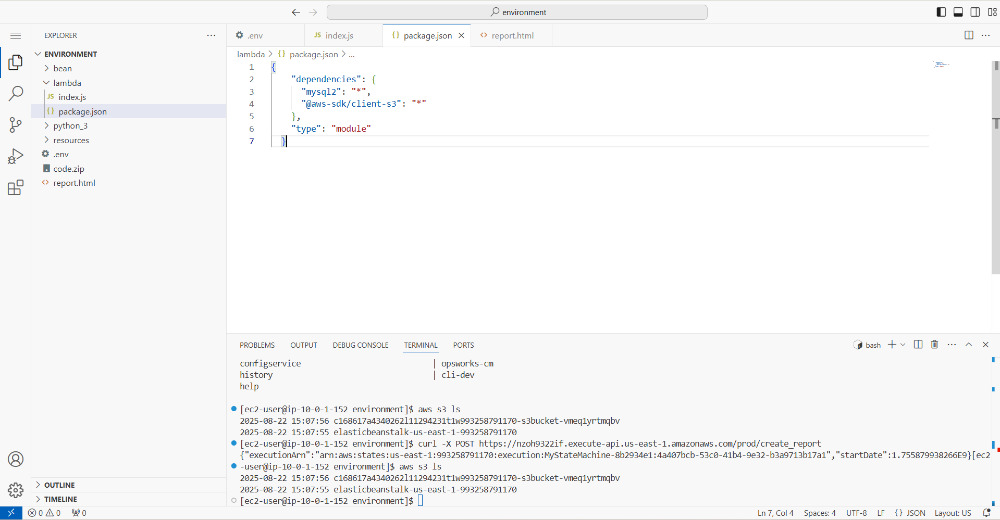 environment
EXPLORER
ENVIRONMENT
bean
lambda
JS index.js
{} package.json
python_3
resources
.env
code.zip
report.html
OUTLINE
TIMELINE
.env
JS index.js
{} package.json
report.html
lambda > {} package.json > ...
1 {
2 "dependencies": {
3 "mysql2": "*",
4 "@aws-sdk/client-s3": "*"
5 },
6 "type": "module"
7 }
PROBLEMS OUTPUT DEBUG CONSOLE TERMINAL PORTS
bash
configservice | opsworks-cm
history | cli-dev
help
[ec2-user@ip-10-0-1-152 environment]$ aws s3 ls
2025-08-22 15:07:56 c168617a4340262l11294231t1w993258791170-s3bucket-vmeq1yrtmqbv
2025-08-22 15:07:55 elasticbeanstalk-us-east-1-993258791170
[ec2-user@ip-10-0-1-152 environment]$ curl -X POST https://nzoh9322if.execute-api.us-east-1.amazonaws.com/prod/create_report
{"executionArn":"arn:aws:states:us-east-1:993258791170:execution:MyStateMachine-8b2934e1:4a407bcb-53c0-41b4-9e32-b3a9713b17a1","startDate":1.755879938266E9}[ec2
-user@ip-10-0-1-152 environment]$ aws s3 ls
2025-08-22 15:07:56 c168617a4340262l11294231t1w993258791170-s3bucket-vmeq1yrtmqbv
2025-08-22 15:07:55 elasticbeanstalk-us-east-1-993258791170
[ec2-user@ip-10-0-1-152 environment]$
0 0 0
Ln 7, Col 4 Spaces: 4 UTF-8 LF {} JSON Layout: US